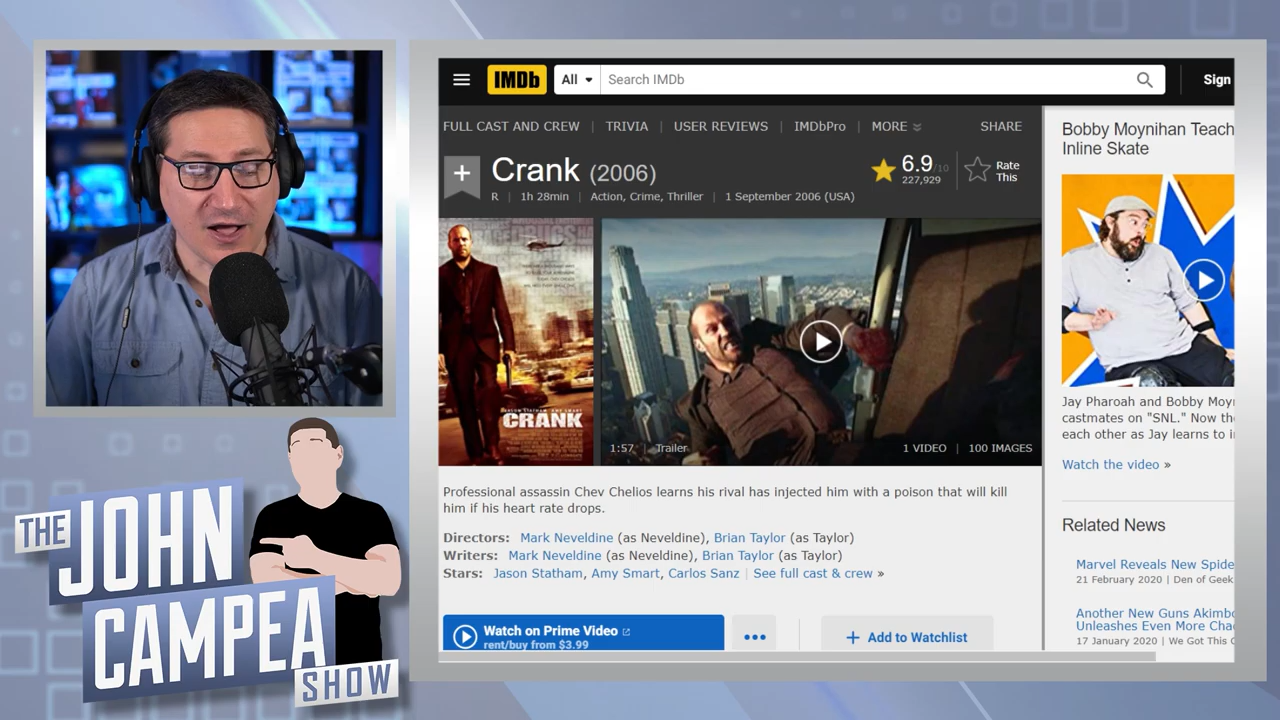 THE
JOHN
CAMPEA
SHOW
IMDb
All
Search IMDb
Sign
FULL CAST AND CREW | TRIVIA | USER REVIEWS | IMDbPro | MORE
SHARE
Crank (2006)
6.9/10
227,929
Rate
This
R | 1h 28min | Action, Crime, Thriller | 1 September 2006 (USA)
JASON STATHAM AMY SMART
CRANK
1:57 | Trailer
1 VIDEO | 100 IMAGES
Professional assassin Chev Chelios learns his rival has injected him with a poison that will kill
him if his heart rate drops.
Directors: Mark Neveldine (as Neveldine), Brian Taylor (as Taylor)
Writers: Mark Neveldine (as Neveldine), Brian Taylor (as Taylor)
Stars: Jason Statham, Amy Smart, Carlos Sanz | See full cast & crew »
Watch on Prime Video
rent/buy from $3.99
+ Add to Watchlist
Bobby Moynihan Teach
Inline Skate
Jay Pharoah and Bobby Moy
castmates on "SNL." Now th
each other as Jay learns to i
Watch the video »
Related News
Marvel Reveals New Spide
21 February 2020 | Den of Geek
Another New Guns Akimb
Unleashes Even More Cha
17 January 2020 | We Got This